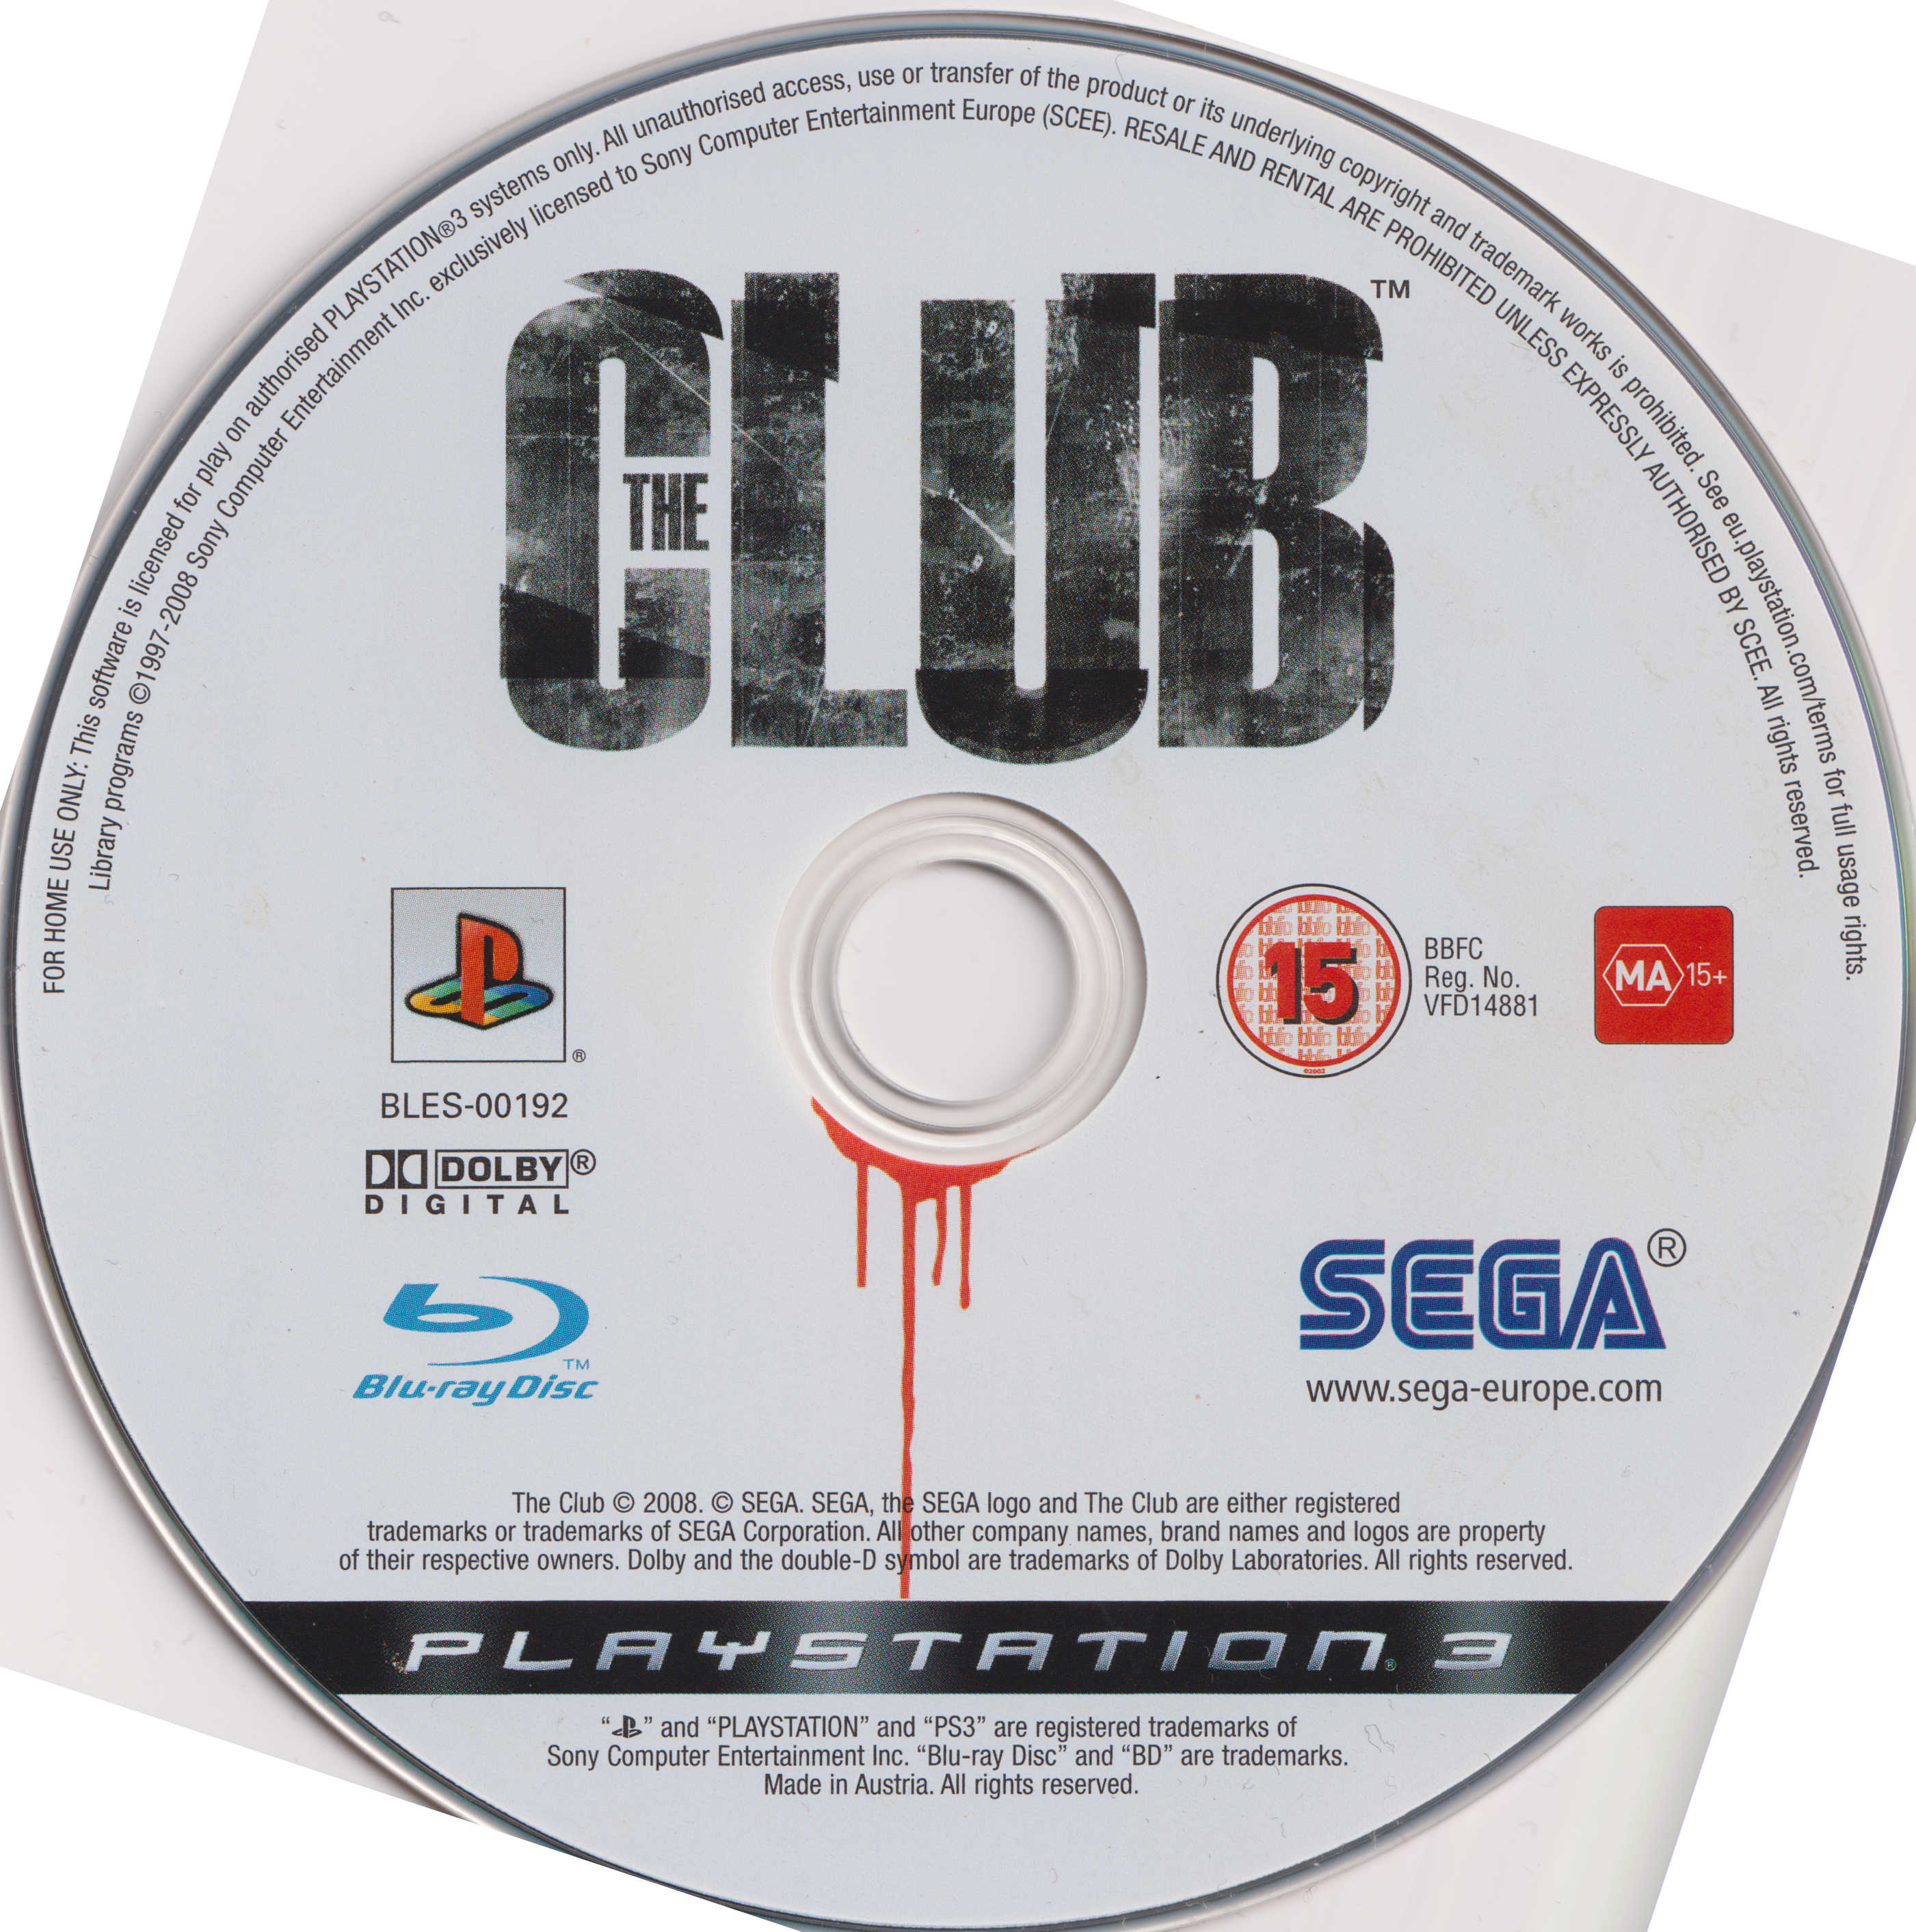 FOR HOME USE ONLY: This software is licensed for play on authorised PLAYSTATION®3 systems only. All unauthorised access, use or transfer of the product or its underlying copyright and trademark works is prohibited. See eu.playstation.com/terms for full usage rights.
Library programs ©1997-2008 Sony Computer Entertainment Inc. exclusively licensed to Sony Computer Entertainment Europe (SCEE). RESALE AND RENTAL ARE PROHIBITED UNLESS EXPRESSLY AUTHORISED BY SCEE. All rights reserved.
THE CLUB™
®
BLES-00192
DOLBY®
DIGITAL
Blu-ray Disc™
15
©2002
BBFC
Reg. No.
VFD14881
MA 15+
SEGA®
www.sega-europe.com
The Club © 2008. © SEGA. SEGA, the SEGA logo and The Club are either registered
trademarks or trademarks of SEGA Corporation. All other company names, brand names and logos are property
of their respective owners. Dolby and the double-D symbol are trademarks of Dolby Laboratories. All rights reserved.
PLAYSTATION®3
“ ” and “PLAYSTATION” and “PS3” are registered trademarks of
Sony Computer Entertainment Inc. “Blu-ray Disc” and “BD” are trademarks.
Made in Austria. All rights reserved.